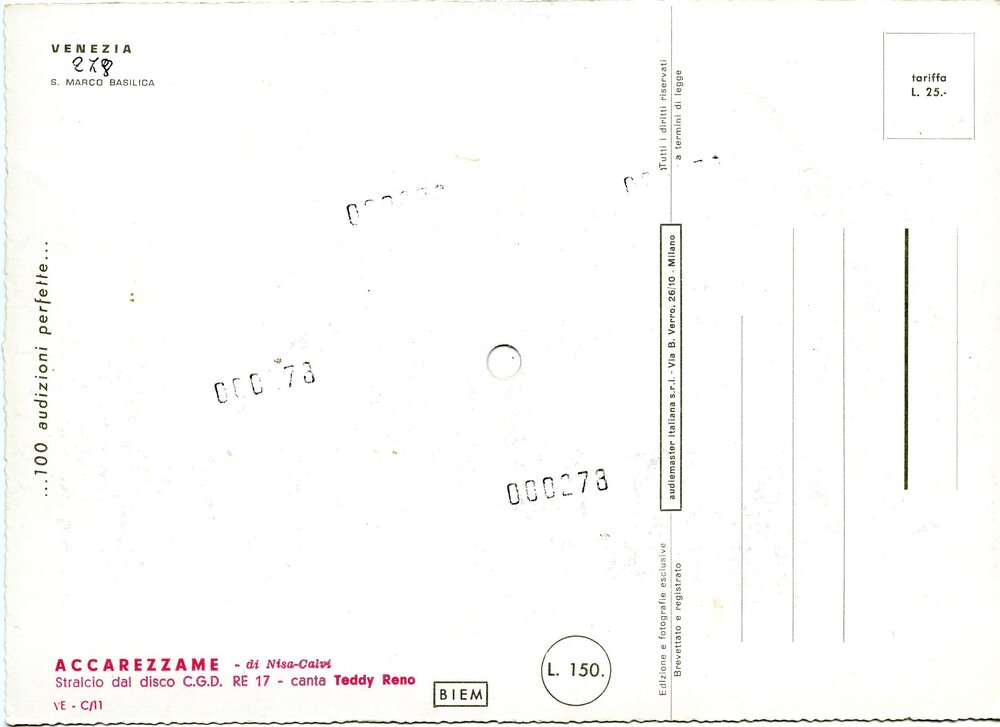 VENEZIA
278
S. MARCO BASILICA
tariffa
L. 25.-
Tutti i diritti riservati
a termini di legge
...100 audizioni perfette...
audiemaster italiana s.r.l. - Via B. Verro, 26/10 - Milano
000278
Edizione e fotografie esclusive
Brevettato e registrato
ACCAREZZAME - di Nisa-Calvi
Stralcio dal disco C.G.D. RE 17 - canta Teddy Reno
VE - C/11
BIEM
L. 150.